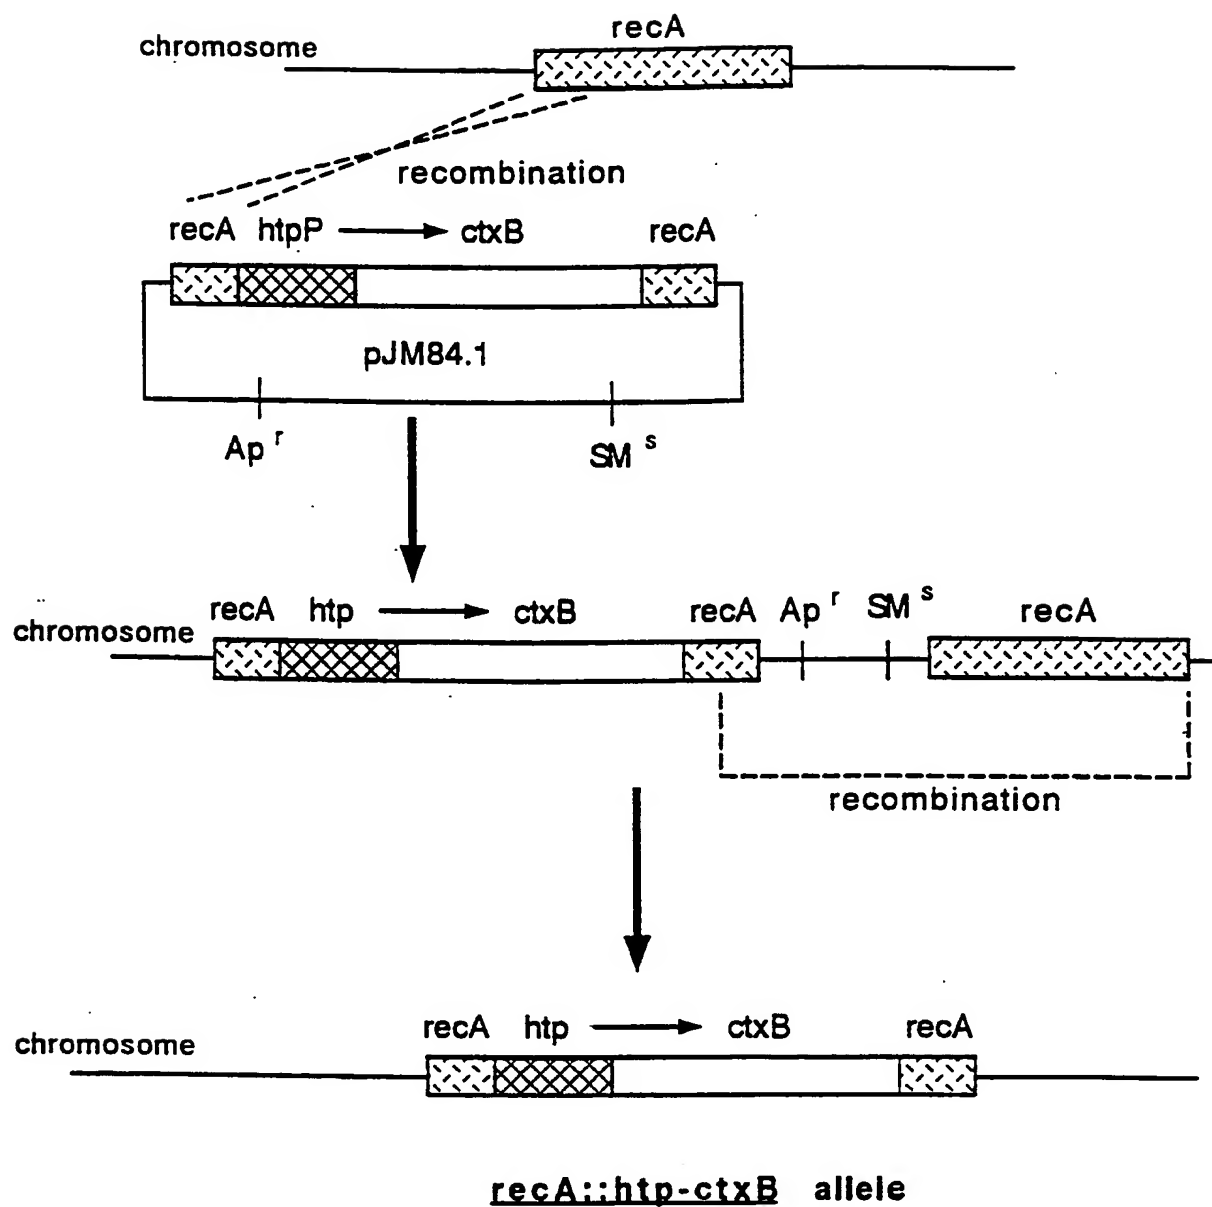 recA
chromosome
recombination
recA htpP ctxB recA
pJM84.1
Ap r SM s
recA htp ctxB recA Ap r SM s recA
chromosome
recombination
recA htp ctxB recA
chromosome
recA::htp-ctxB allele